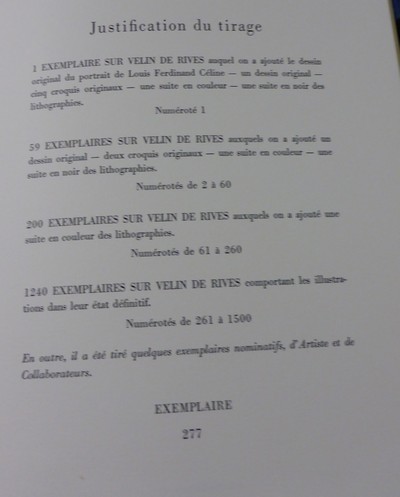 Justification du tirage
1 EXEMPLAIRE SUR VELIN DE RIVES auquel on a ajouté le dessin
original du portrait de Louis Ferdinand Céline — un dessin original —
cinq croquis originaux — une suite en couleur — une suite en noir des
lithographies.
Numéroté 1
59 EXEMPLAIRES SUR VELIN DE RIVES auxquels on a ajouté un
dessin original — deux croquis originaux — une suite en couleur — une
suite en noir des lithographies.
Numérotés de 2 à 60
200 EXEMPLAIRES SUR VELIN DE RIVES auxquels on a ajouté une
suite en couleur des lithographies.
Numérotés de 61 à 260
1240 EXEMPLAIRES SUR VELIN DE RIVES comportant les illustra-
tions dans leur état définitif.
Numérotés de 261 à 1500
En outre, il a été tiré quelques exemplaires nominatifs, d'Artiste et de
Collaborateurs.
EXEMPLAIRE
277